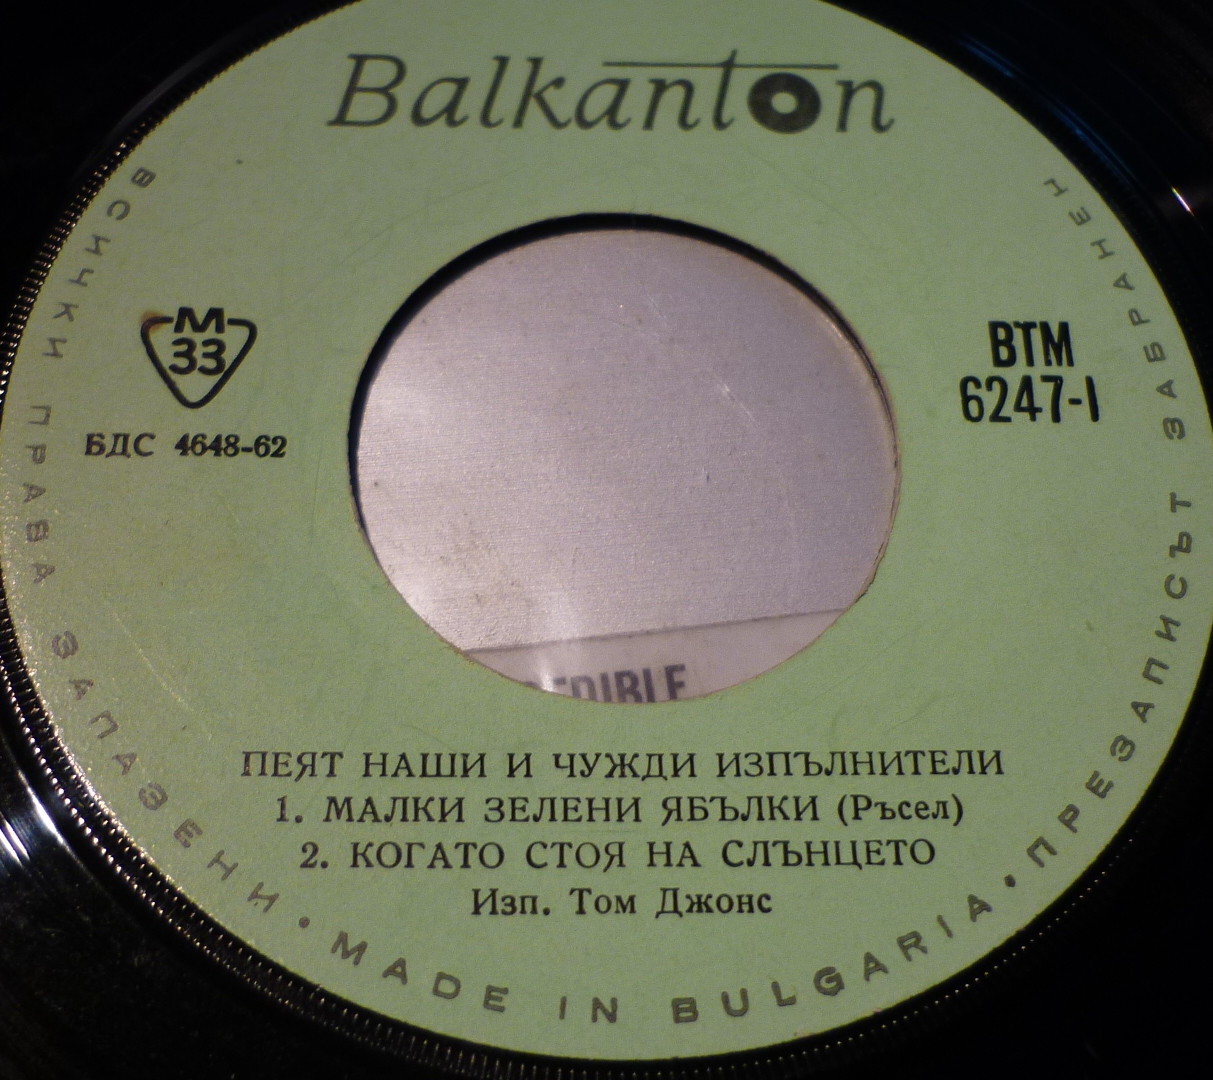 Balkanton
М
33
БДС 4648-62
ВТМ
6247-I
ПЕЯТ НАШИ И ЧУЖДИ ИЗПЪЛНИТЕЛИ
1. МАЛКИ ЗЕЛЕНИ ЯБЪЛКИ (Ръсел)
2. КОГАТО СТОЯ НА СЛЪНЦЕТО
Изп. Том Джонс
ВСИЧКИ ПРАВА ЗАПАЗЕНИ • MADE IN BULGARIA • ПРЕЗАПИСЪТ ЗАБРАНЕН